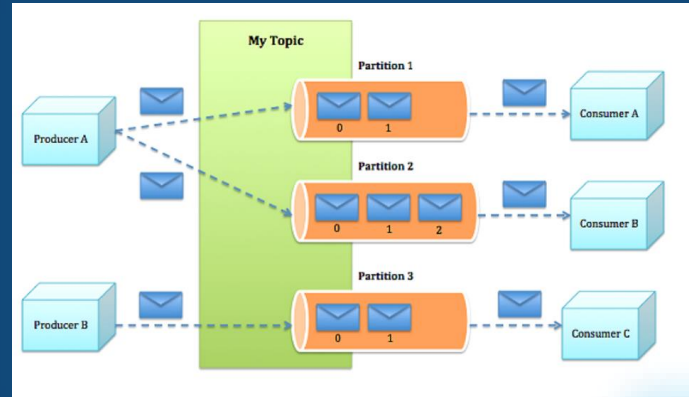 My Topic
Partition 1
0 1
Producer A
Consumer A
Partition 2
0 1 2
Consumer B
Partition 3
0 1
Producer B
Consumer C